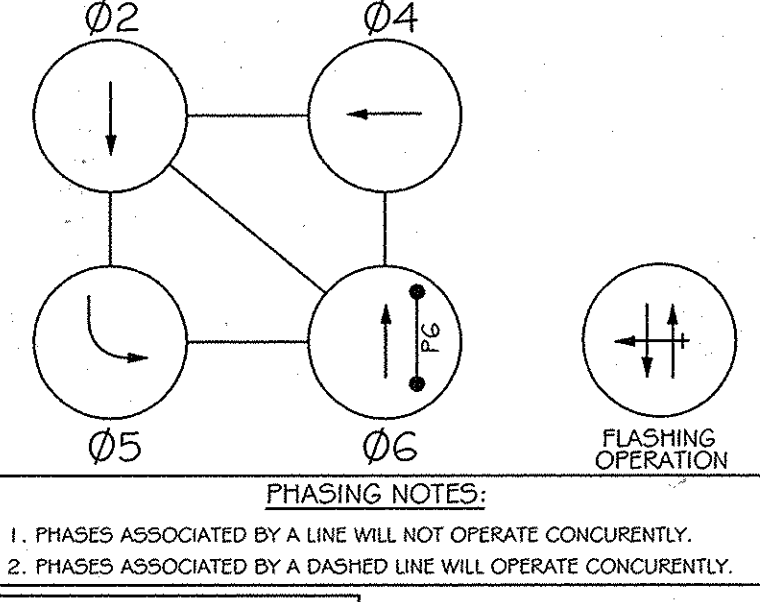 Ø2 Ø4
P6
Ø5 Ø6
FLASHING
OPERATION
PHASING NOTES:
1. PHASES ASSOCIATED BY A LINE WILL NOT OPERATE CONCURENTLY.
2. PHASES ASSOCIATED BY A DASHED LINE WILL OPERATE CONCURENTLY.